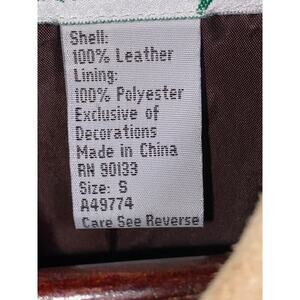 Shell:
100% Leather
Lining:
100% Polyester
Exclusive of
Decorations
Made in China
RN 90133
Size: S
A49774
Care See Reverse